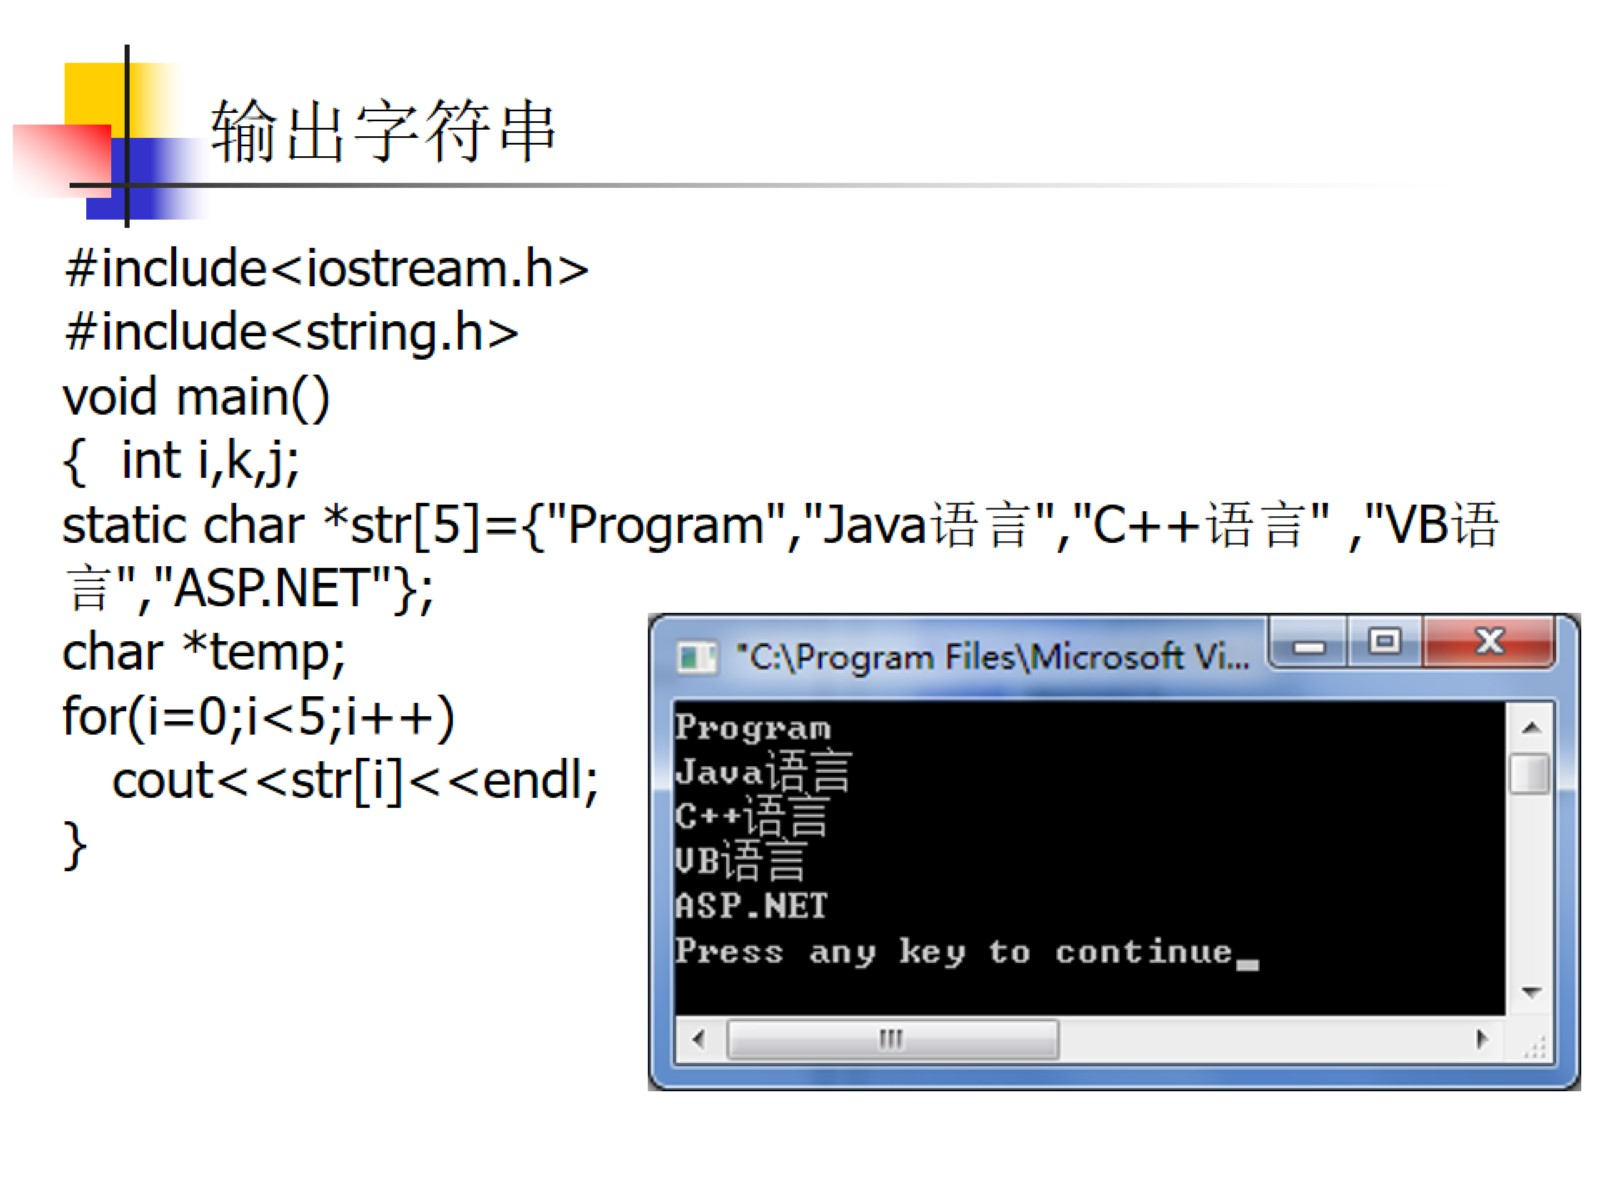 输出字符串
#include<iostream.h>
#include<string.h>
void main()
{  int i,k,j;
static char *str[5]={"Program","Java语言","C++语言" ,"VB语
言","ASP.NET"};
char *temp;
for(i=0;i<5;i++)
   cout<<str[i]<<endl;
}
"C:\Program Files\Microsoft Vi...
Program
Java语言
C++语言
VB语言
ASP.NET
Press any key to continue_